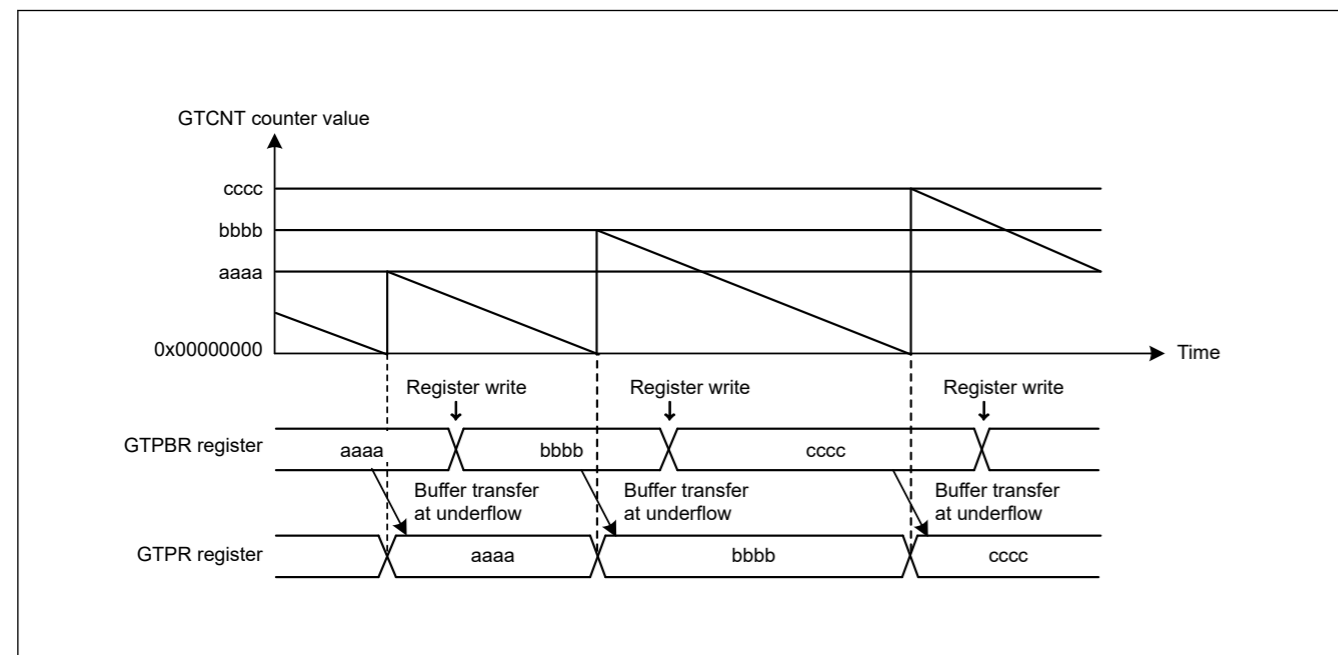 GTCNT counter value
cccc
bbbb
aaaa
0x00000000
Time
Register write
Register write
Register write
GTPBR register
aaaa
bbbb
cccc
Buffer transfer
at underflow
Buffer transfer
at underflow
Buffer transfer
at underflow
GTPR register
aaaa
bbbb
cccc